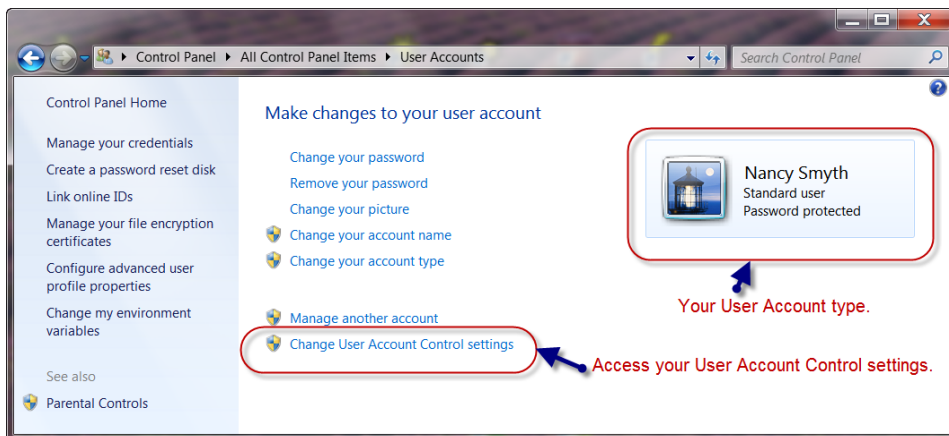 Control Panel All Control Panel Items User Accounts
Search Control Panel
Control Panel Home
Manage your credentials
Create a password reset disk
Link online IDs
Manage your file encryption
certificates
Configure advanced user
profile properties
Change my environment
variables
See also
Parental Controls
Make changes to your user account
Change your password
Remove your password
Change your picture
Change your account name
Change your account type
Manage another account
Change User Account Control settings
Nancy Smyth
Standard user
Password protected
Your User Account type.
Access your User Account Control settings.